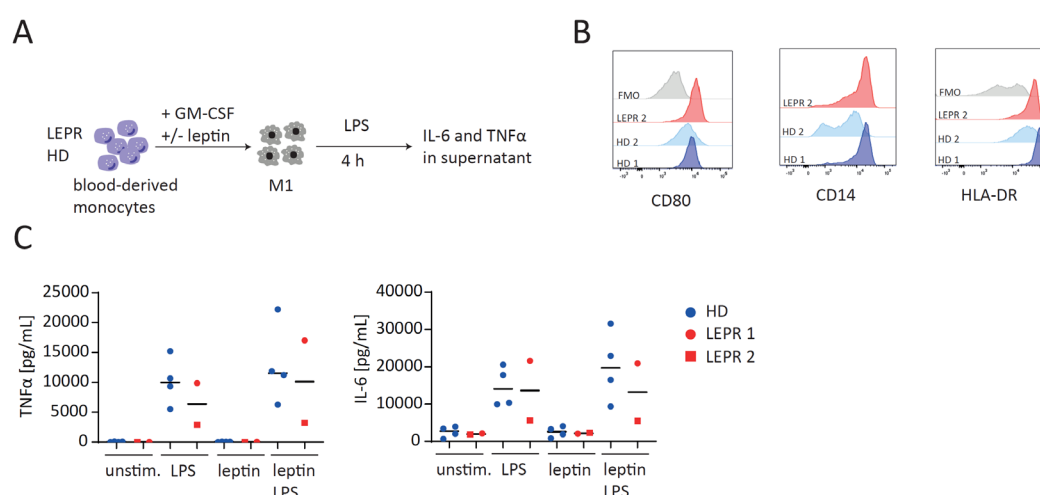 A
LEPR
HD
blood-derived
monocytes
+ GM-CSF
+/- leptin
M1
LPS
4 h
IL-6 and TNFα
in supernatant
B
FMO
LEPR 2
HD 2
HD 1
CD80
LEPR 2
HD 2
HD 1
CD14
FMO
LEPR 2
HD 2
HD 1
HLA-DR
C
TNFα [pg/mL]
25000
20000
15000
10000
5000
0
unstim.
LPS
leptin
leptin
LPS
IL-6 [pg/mL]
40000
30000
20000
10000
0
unstim.
LPS
leptin
leptin
LPS
HD
LEPR 1
LEPR 2